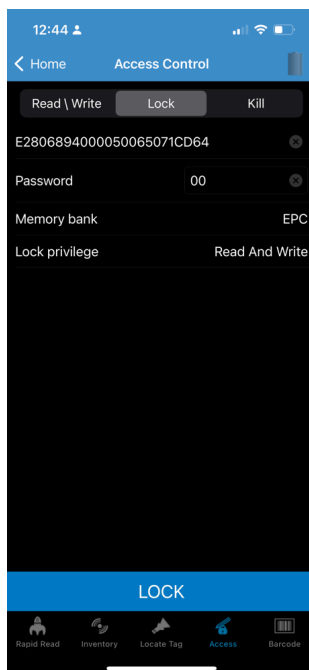 12:44
Home Access Control
Read \ Write Lock Kill
E2806894000050065071CD64
Password 00
Memory bank EPC
Lock privilege Read And Write
LOCK
Rapid Read Inventory Locate Tag Access Barcode